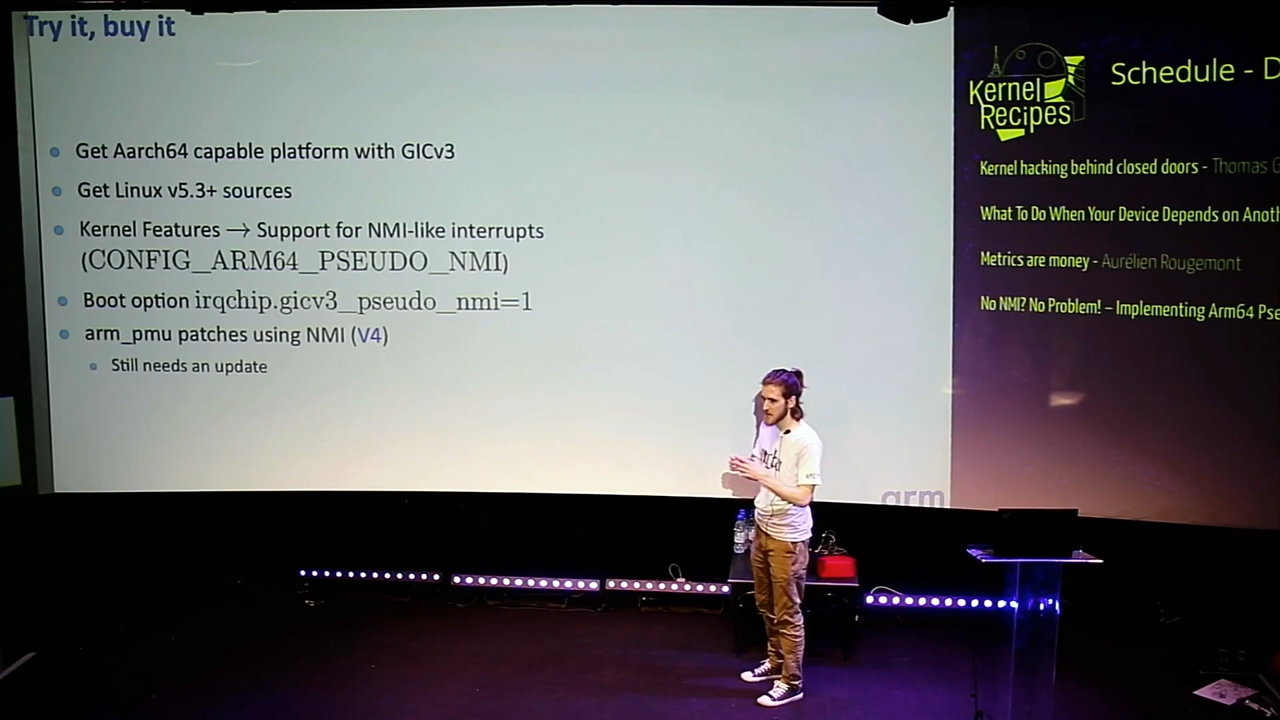 Try it, buy it
Get Aarch64 capable platform with GICv3
Get Linux v5.3+ sources
Kernel Features → Support for NMI-like interrupts
(CONFIG_ARM64_PSEUDO_NMI)
Boot option irqchip.gicv3_pseudo_nmi=1
arm_pmu patches using NMI (V4)
Still needs an update
arm
Kernel
Recipes
Schedule - D
Kernel hacking behind closed doors - Thomas G
What To Do When Your Device Depends on Anoth
Metrics are money - Aurélien Rougemont
No NMI? No Problem! – Implementing Arm64 Pse